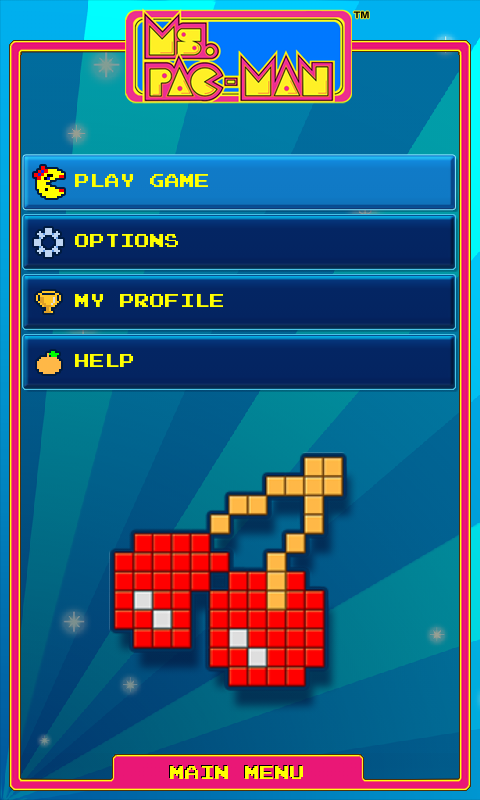 Ms.
PAC-MAN
TM
PLAY GAME
OPTIONS
MY PROFILE
HELP
MAIN MENU